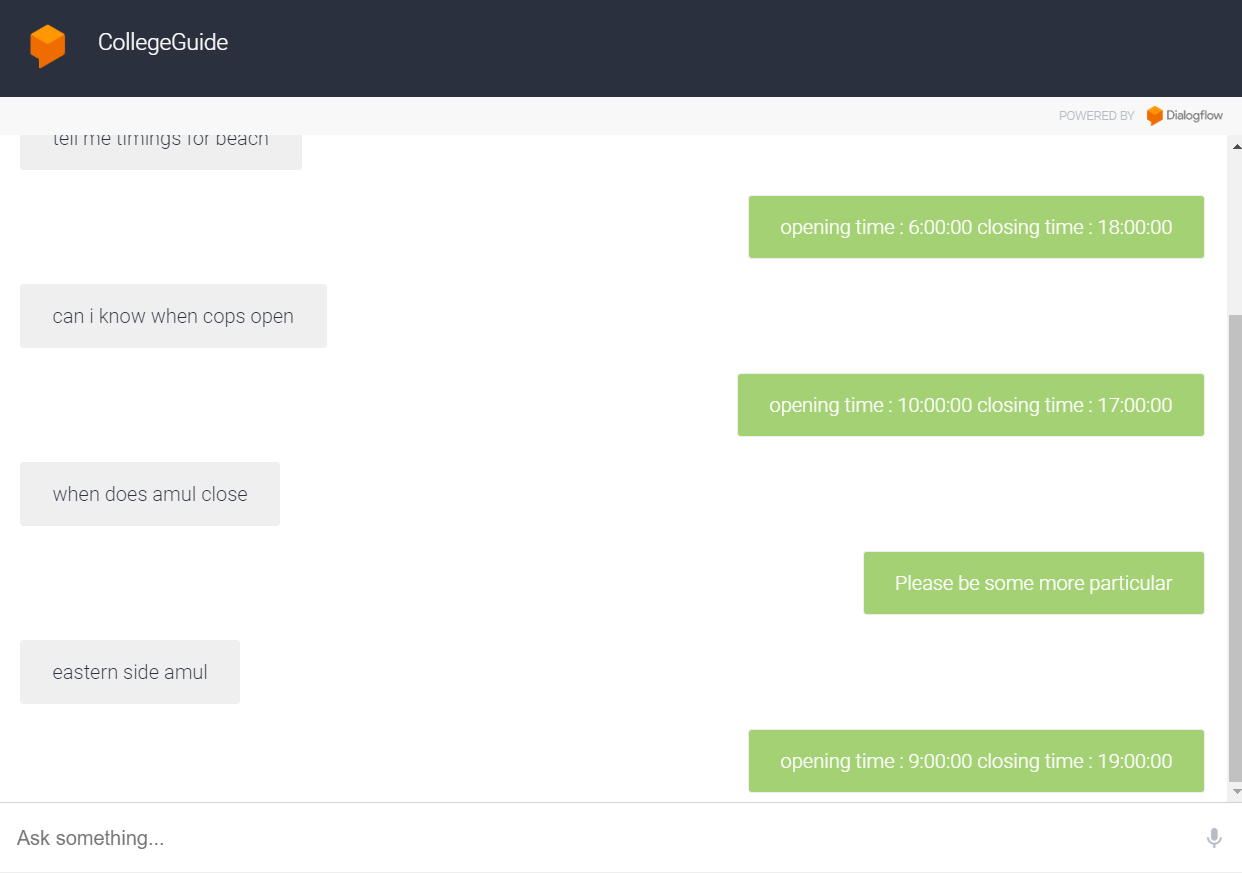 CollegeGuide
POWERED BY Dialogflow
tell me timings for beach
opening time : 6:00:00 closing time : 18:00:00
can i know when cops open
opening time : 10:00:00 closing time : 17:00:00
when does amul close
Please be some more particular
eastern side amul
opening time : 9:00:00 closing time : 19:00:00
Ask something...